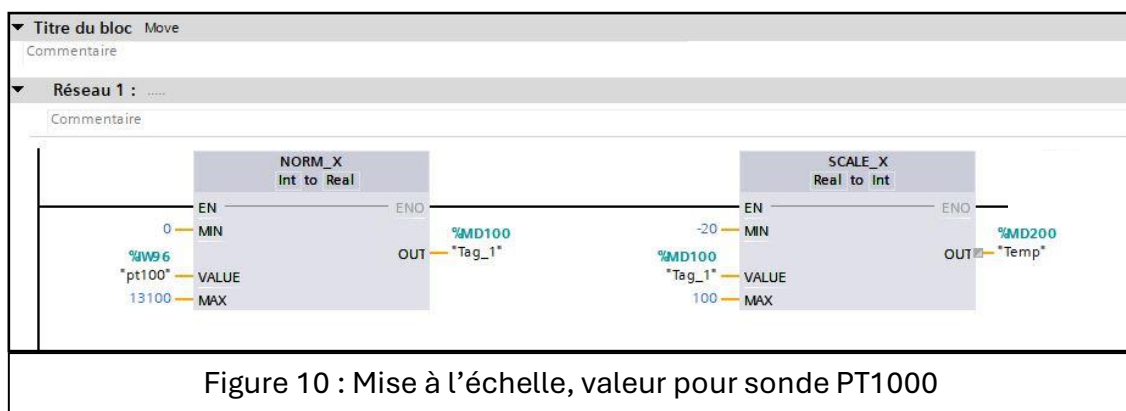 Titre du bloc Move
Commentaire
Réseau 1 : .....
Commentaire
NORM_X
Int to Real
EN ENO
0 MIN
%MD100
OUT "Tag_1"
%IW96
"pt100" VALUE
13100 MAX
SCALE_X
Real to Int
EN ENO
-20 MIN
%MD200
OUT "Temp"
%MD100
"Tag_1" VALUE
100 MAX
Figure 10 : Mise à l’échelle, valeur pour sonde PT1000